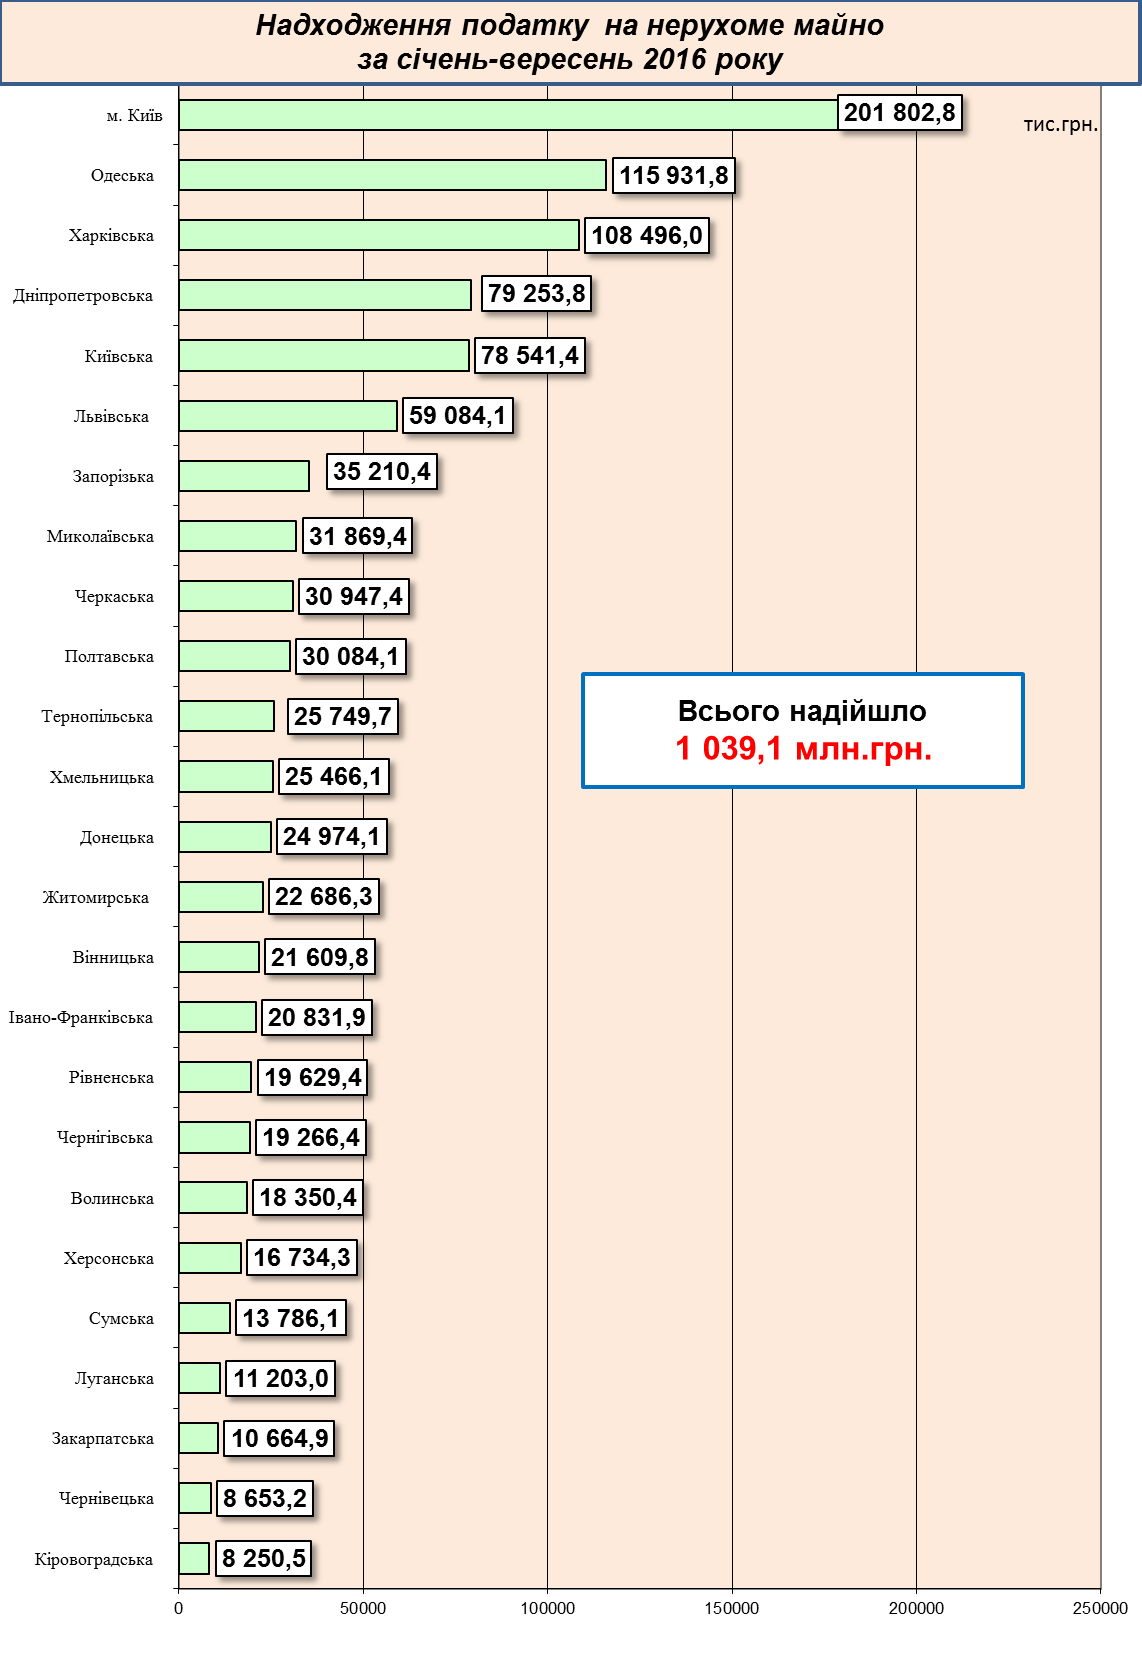 Надходження податку на нерухоме майно
за січень-вересень 2016 року
м. Київ 201 802,8
тис.грн.
Одеська 115 931,8
Харківська 108 496,0
Дніпропетровська 79 253,8
Київська 78 541,4
Львівська 59 084,1
Запорізька 35 210,4
Миколаївська 31 869,4
Черкаська 30 947,4
Полтавська 30 084,1
Тернопільська 25 749,7
Всього надійшло
1 039,1 млн.грн.
Хмельницька 25 466,1
Донецька 24 974,1
Житомирська 22 686,3
Вінницька 21 609,8
Івано-Франківська 20 831,9
Рівненська 19 629,4
Чернігівська 19 266,4
Волинська 18 350,4
Херсонська 16 734,3
Сумська 13 786,1
Луганська 11 203,0
Закарпатська 10 664,9
Чернівецька 8 653,2
Кіровоградська 8 250,5
0 50000 100000 150000 200000 250000